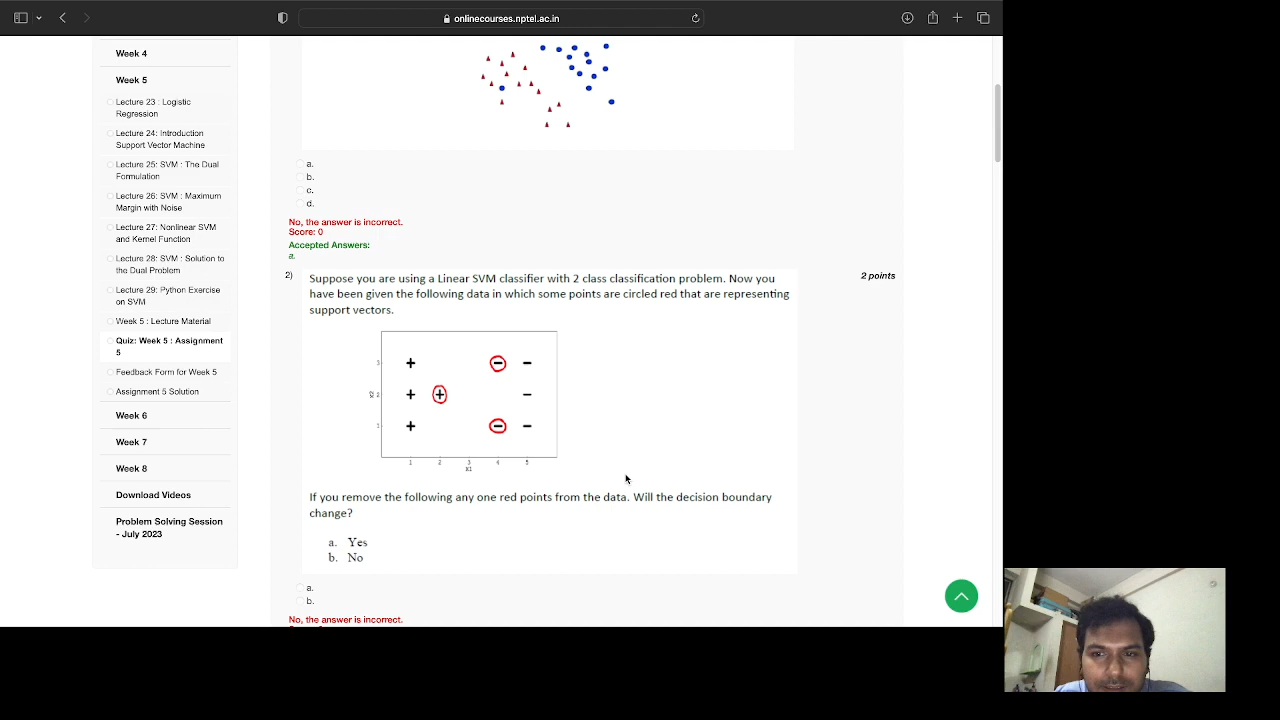 onlinecourses.nptel.ac.in
Week 4
Week 5
Lecture 23 : Logistic
Regression
Lecture 24: Introduction
Support Vector Machine
Lecture 25: SVM : The Dual
Formulation
Lecture 26: SVM : Maximum
Margin with Noise
Lecture 27: Nonlinear SVM
and Kernel Function
Lecture 28: SVM : Solution to
the Dual Problem
Lecture 29: Python Exercise
on SVM
Week 5 : Lecture Material
Quiz: Week 5 : Assignment
5
Feedback Form for Week 5
Assignment 5 Solution
Week 6
Week 7
Week 8
Download Videos
Problem Solving Session
- July 2023
a.
b.
c.
d.
No, the answer is incorrect.
Score: 0
Accepted Answers:
a.
2)
2 points
Suppose you are using a Linear SVM classifier with 2 class classification problem. Now you
have been given the following data in which some points are circled red that are representing
support vectors.
3
X2 2
1
1 2 3 4 5
X1
If you remove the following any one red points from the data. Will the decision boundary
change?
a. Yes
b. No
a.
b.
No, the answer is incorrect.